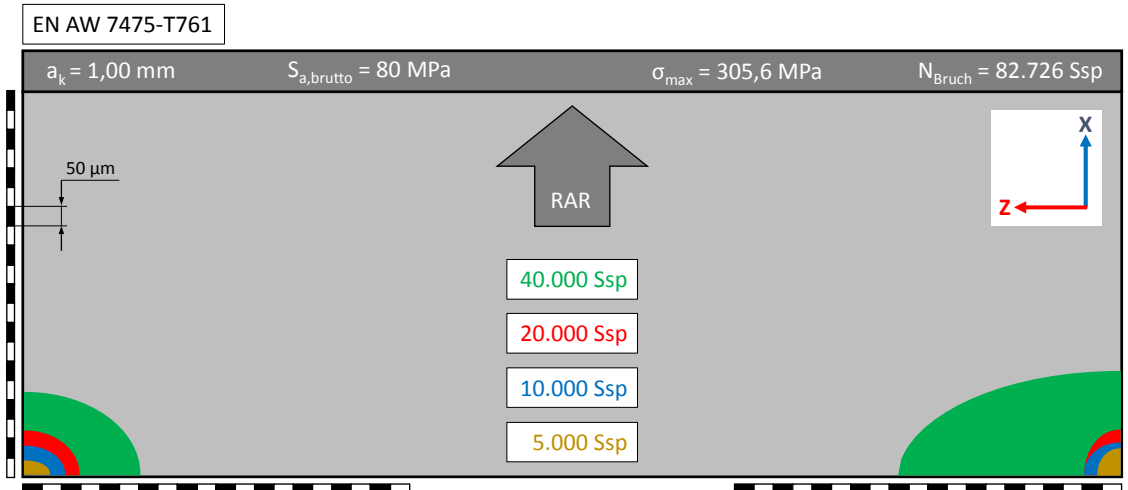 EN AW 7475-T761
a_k = 1,00 mm S_a,brutto = 80 MPa σ_max = 305,6 MPa N_Bruch = 82.726 Ssp
X
50 µm
RAR
Z
40.000 Ssp
20.000 Ssp
10.000 Ssp
5.000 Ssp